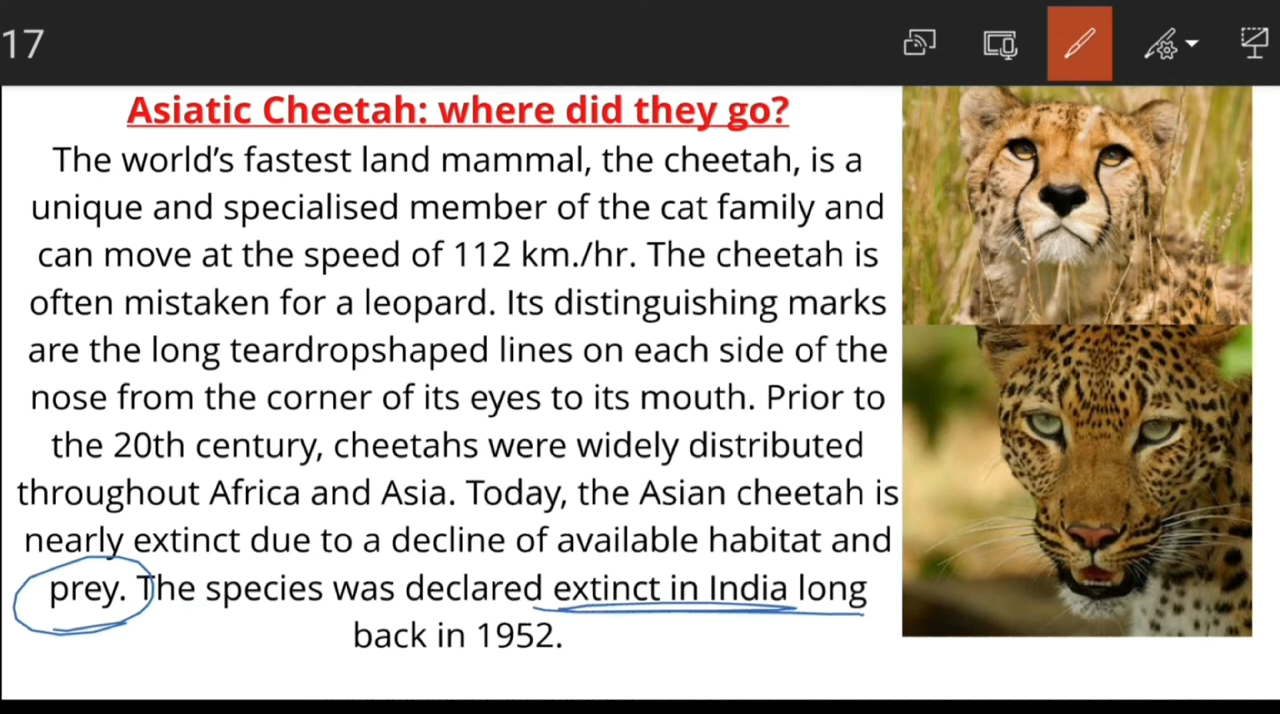 17
Asiatic Cheetah: where did they go?
The world's fastest land mammal, the cheetah, is a
unique and specialised member of the cat family and
can move at the speed of 112 km./hr. The cheetah is
often mistaken for a leopard. Its distinguishing marks
are the long teardropshaped lines on each side of the
nose from the corner of its eyes to its mouth. Prior to
the 20th century, cheetahs were widely distributed
throughout Africa and Asia. Today, the Asian cheetah is
nearly extinct due to a decline of available habitat and
prey. The species was declared extinct in India long
back in 1952.